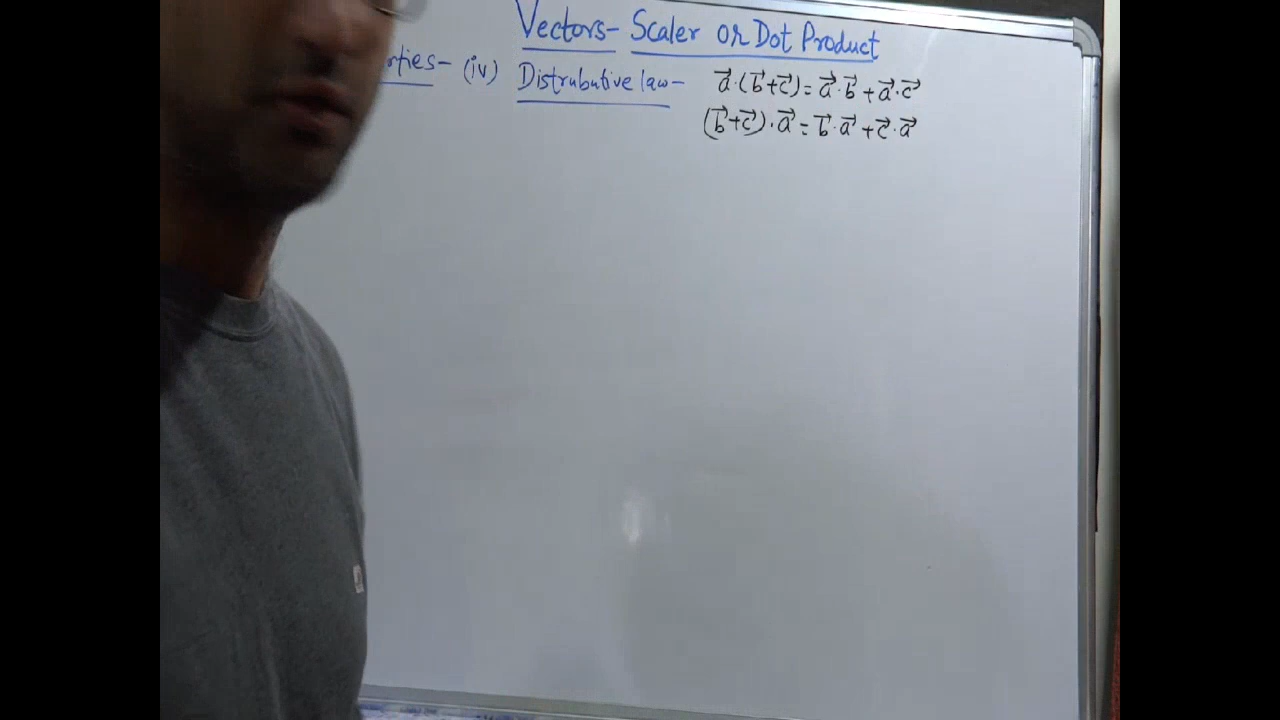 Vectors- Scaler or Dot Product
rties- (iv) Distrubutive law- a⃗·(b⃗+c⃗)=a⃗·b⃗+a⃗·c⃗
(b⃗+c⃗)·a⃗=b⃗·a⃗+c⃗·a⃗